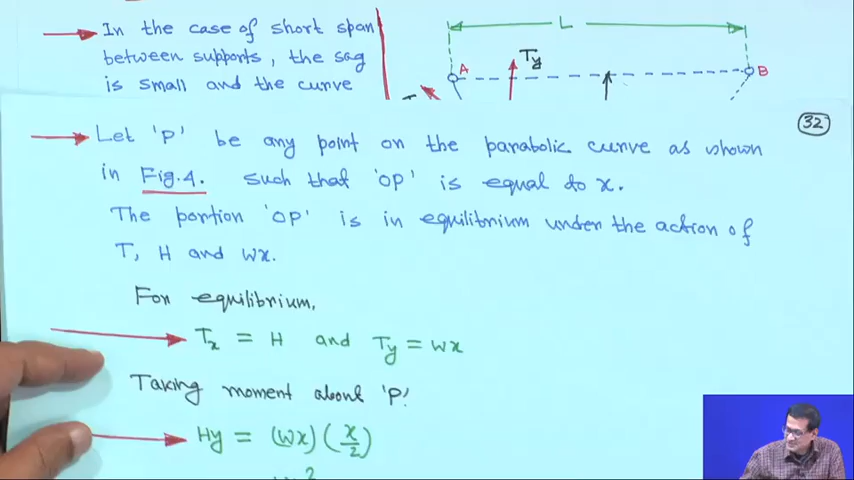 In the case of short span
between supports, the sag
is small and the curve
L
A
Ty
B
32
Let 'P' be any point on the parabolic curve as shown
in Fig.4. such that 'OP' is equal to x.
The portion 'OP' is in equilibrium under the action of
T, H and wx.
For equilibrium,
Tx = H and Ty = wx
Taking moment about 'P'.
Hy = (wx)(x/2)